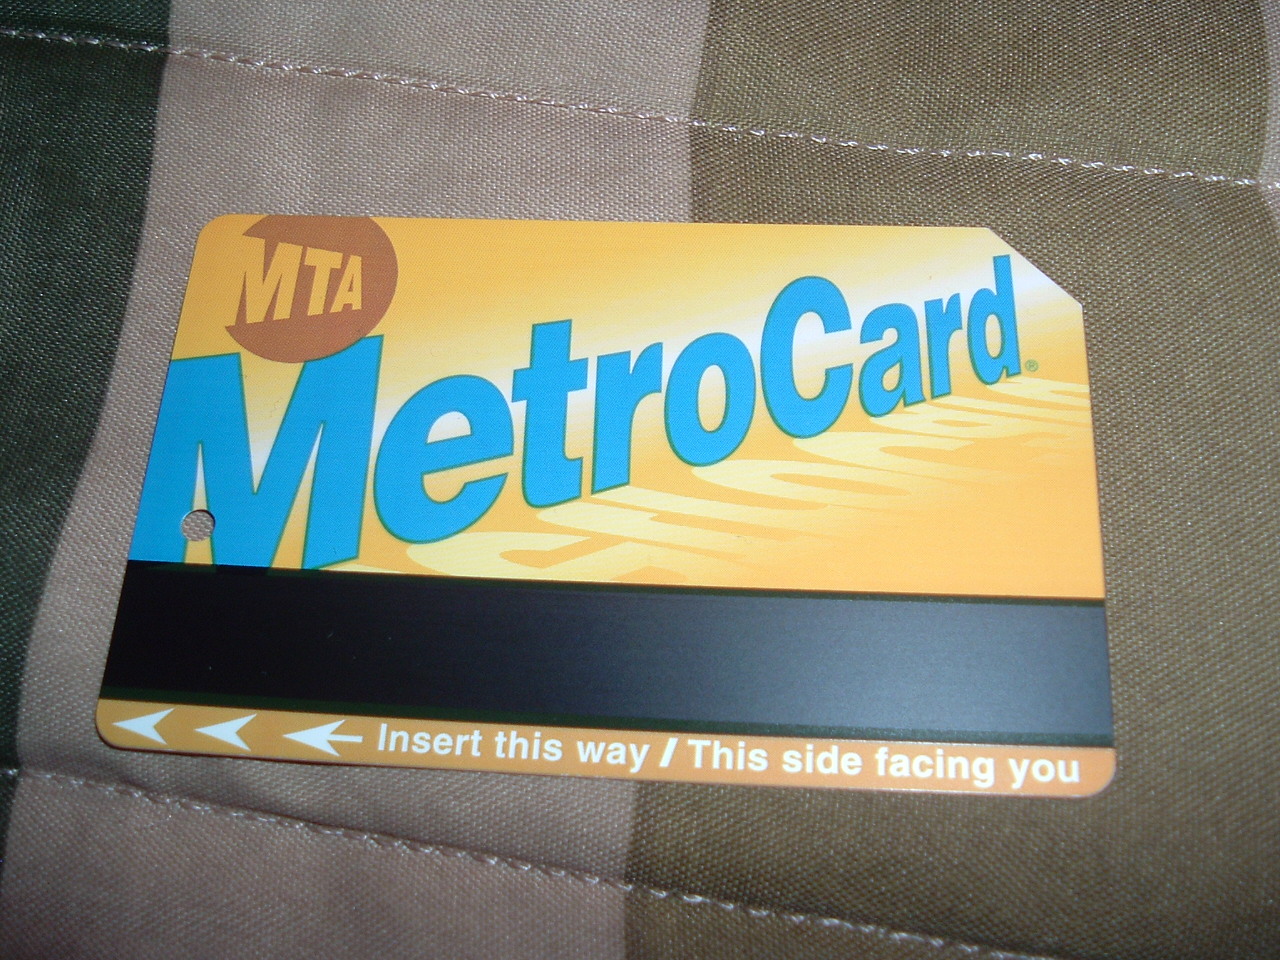 MTA
MetroCard®
Insert this way / This side facing you